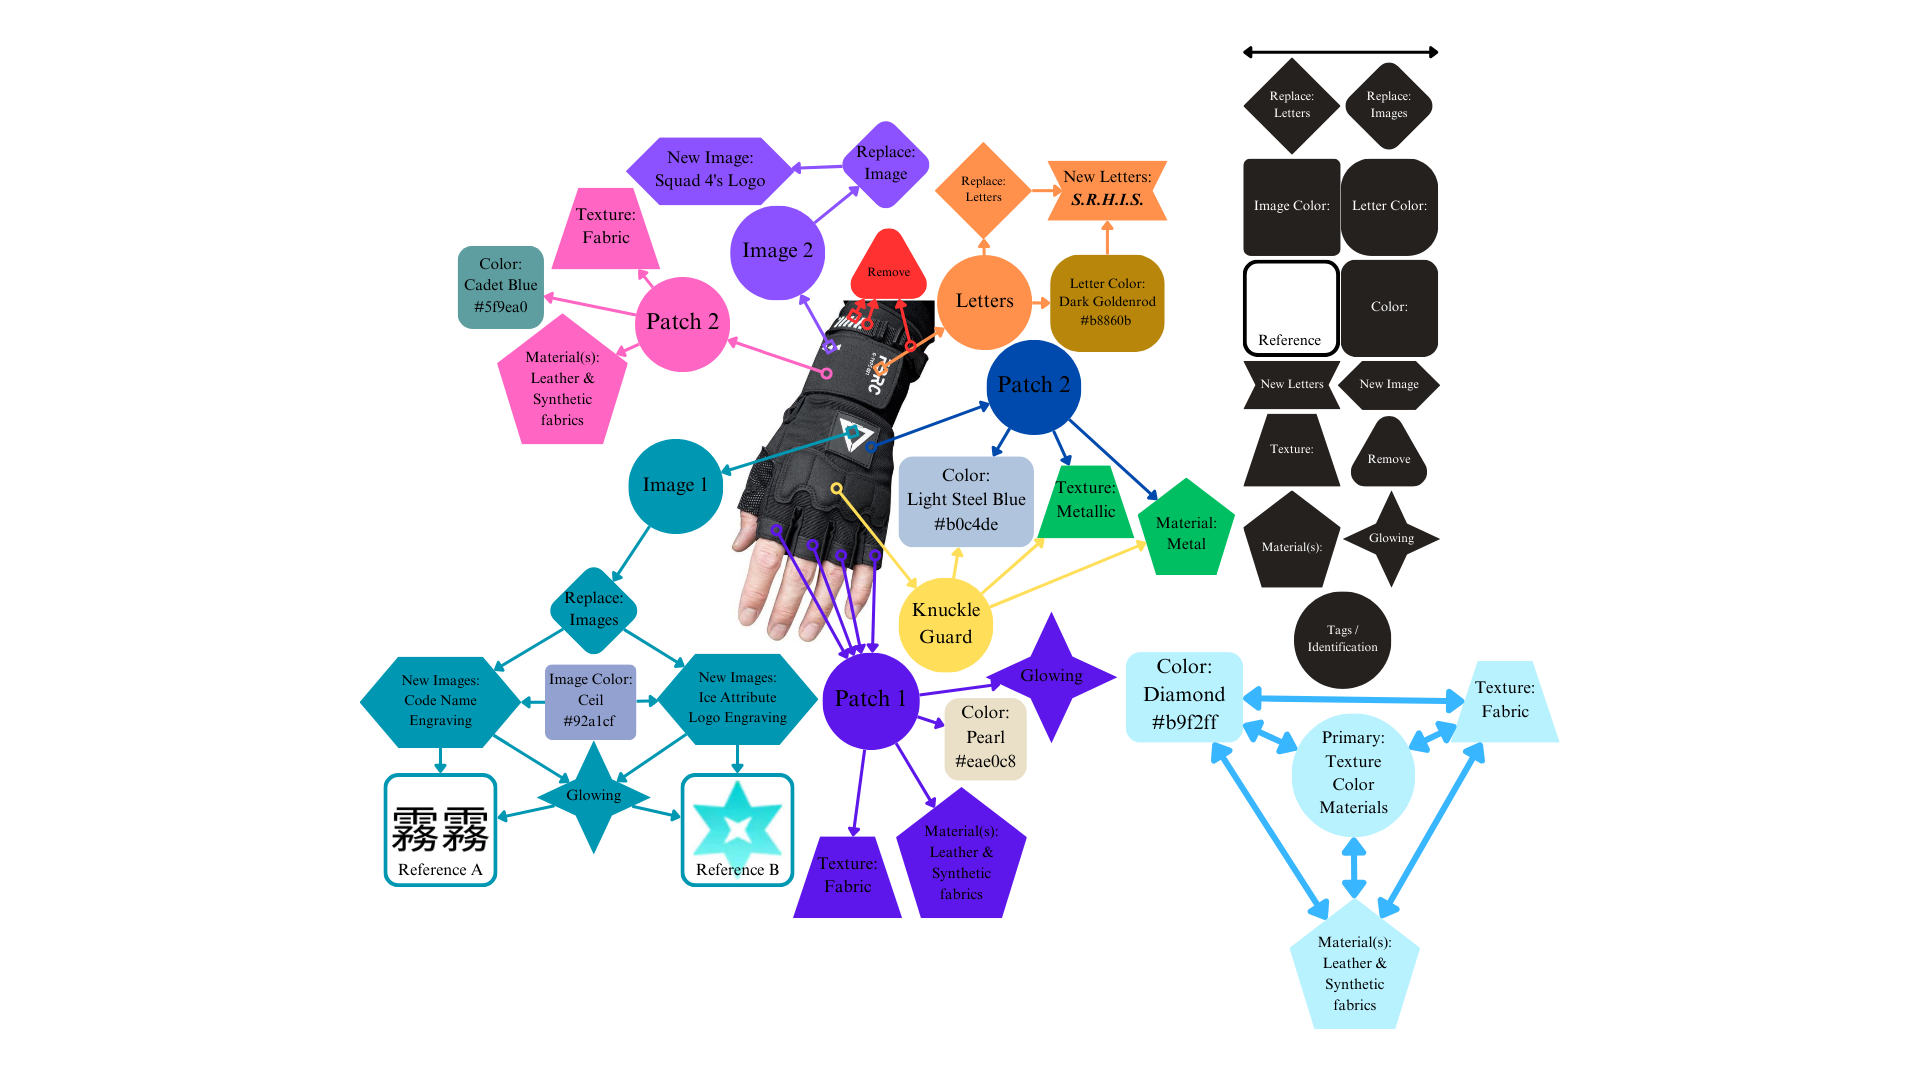 Replace:
Letters
Replace:
Images
Image Color:
Letter Color:
Reference
Color:
New Letters
New Image
Texture:
Remove
Material(s):
Glowing
Tags /
Identification
New Image:
Squad 4's Logo
Replace:
Image
Image 2
Texture:
Fabric
Color:
Cadet Blue
#5f9ea0
Patch 2
Material(s):
Leather &
Synthetic
fabrics
Remove
Replace:
Letters
New Letters:
S.R.H.I.S.
Letters
Letter Color:
Dark Goldenrod
#b8860b
Patch 2
Color:
Light Steel Blue
#b0c4de
Texture:
Metallic
Material:
Metal
Knuckle
Guard
Image 1
Replace:
Images
New Images:
Code Name
Engraving
Image Color:
Ceil
#92a1cf
New Images:
Ice Attribute
Logo Engraving
Glowing
霧霧
Reference A
Reference B
Patch 1
Glowing
Color:
Pearl
#eae0c8
Texture:
Fabric
Material(s):
Leather &
Synthetic
fabrics
Color:
Diamond
#b9f2ff
Texture:
Fabric
Primary:
Texture
Color
Materials
Material(s):
Leather &
Synthetic
fabrics